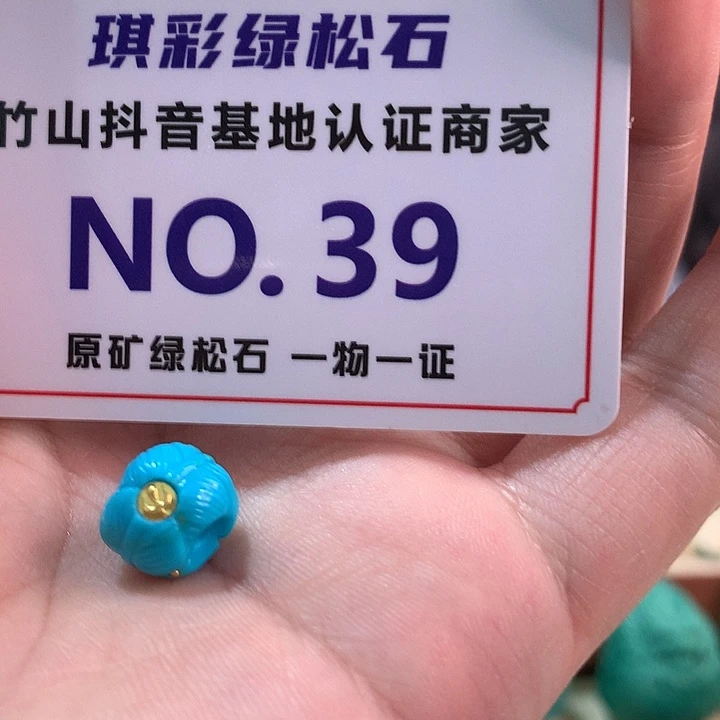 琪彩绿松石
竹山抖音基地认证商家
NO. 39
原矿绿松石 一物一证